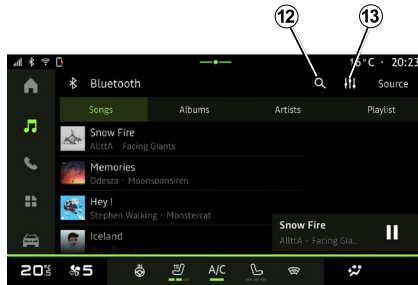 12 13
16°C · 20:23
Bluetooth Source
Songs Albums Artists Playlist
Snow Fire
AllttA · Facing Giants
Memories
Odesza · Moonsoonsiren
Hey !
Stephen Walking · Monstercat
Iceland
Snow Fire
AllttA · Facing Gia...
20 5 A/C